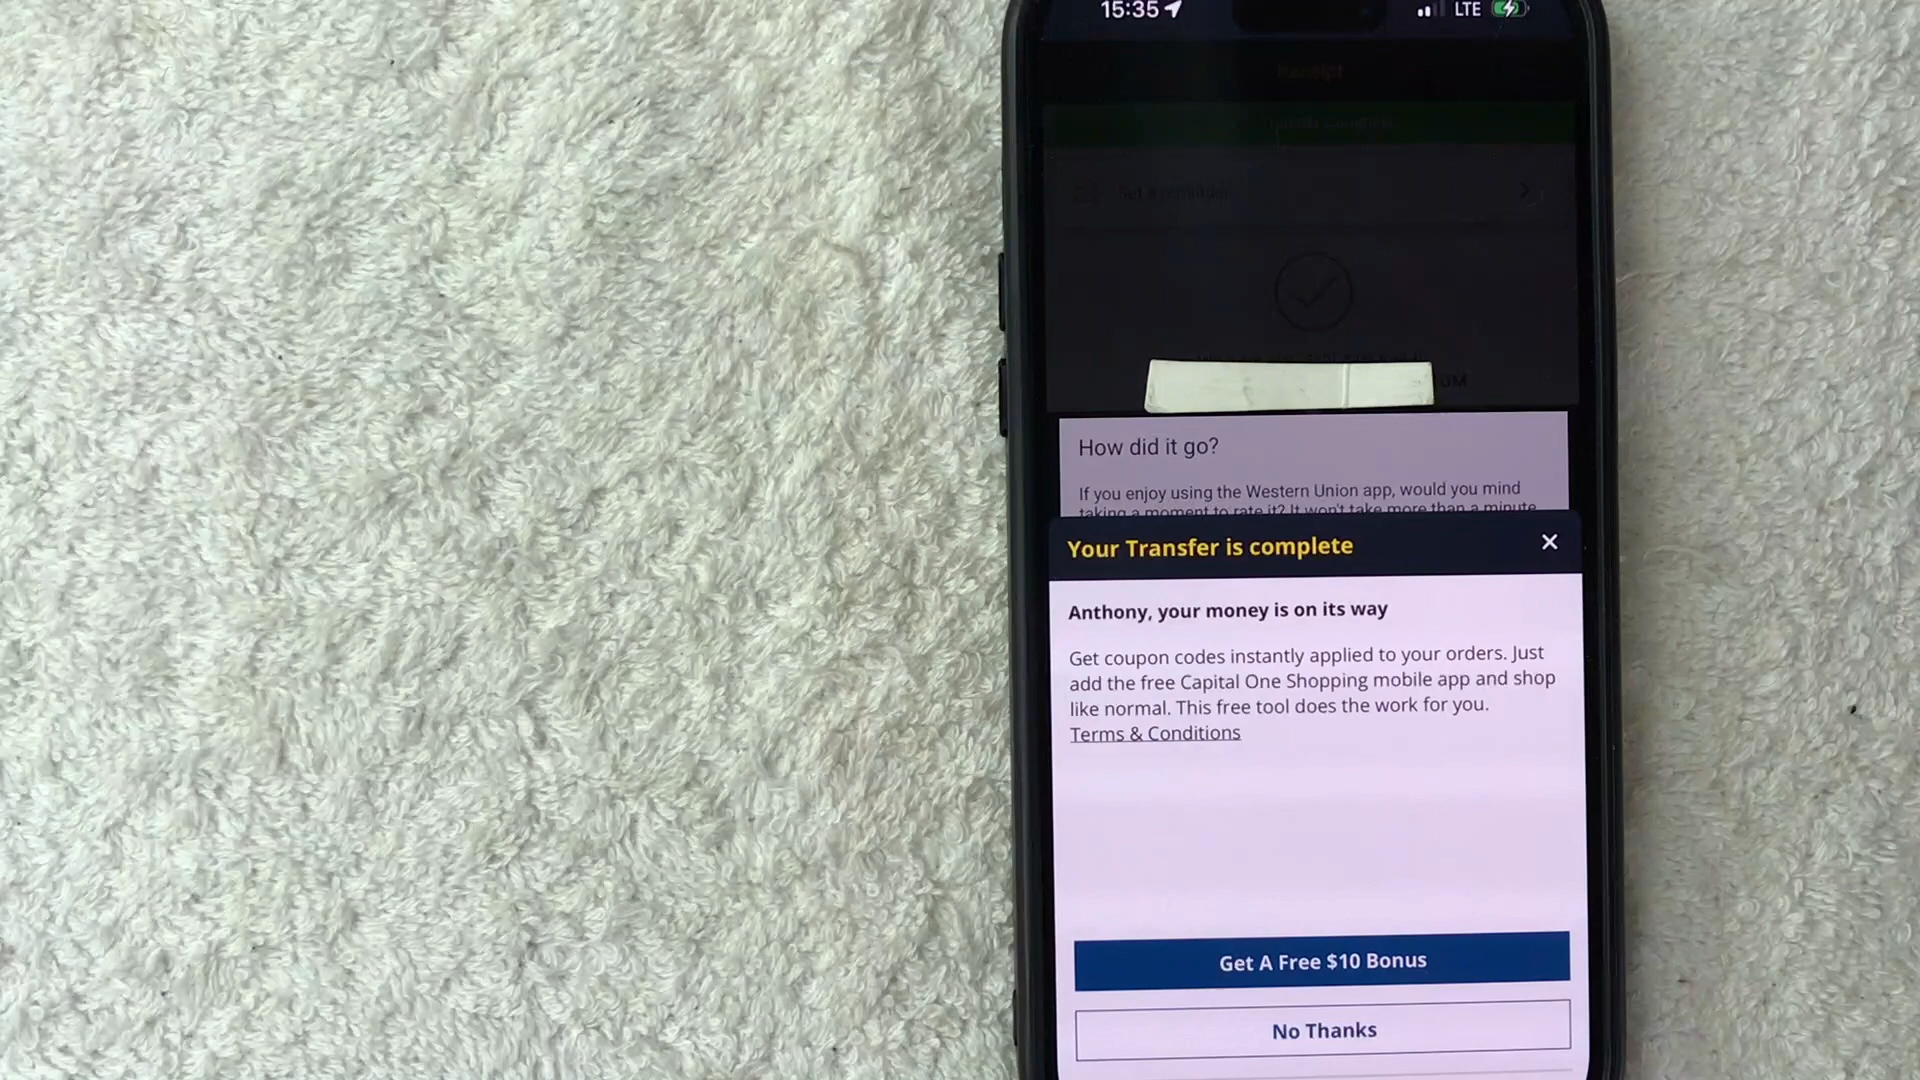 15:35
LTE
Receipt
Set a reminder
How did it go?
If you enjoy using the Western Union app, would you mind
taking a moment to rate it? It won't take more than a minute
Your Transfer is complete
Anthony, your money is on its way
Get coupon codes instantly applied to your orders. Just
add the free Capital One Shopping mobile app and shop
like normal. This free tool does the work for you.
Terms & Conditions
Get A Free $10 Bonus
No Thanks